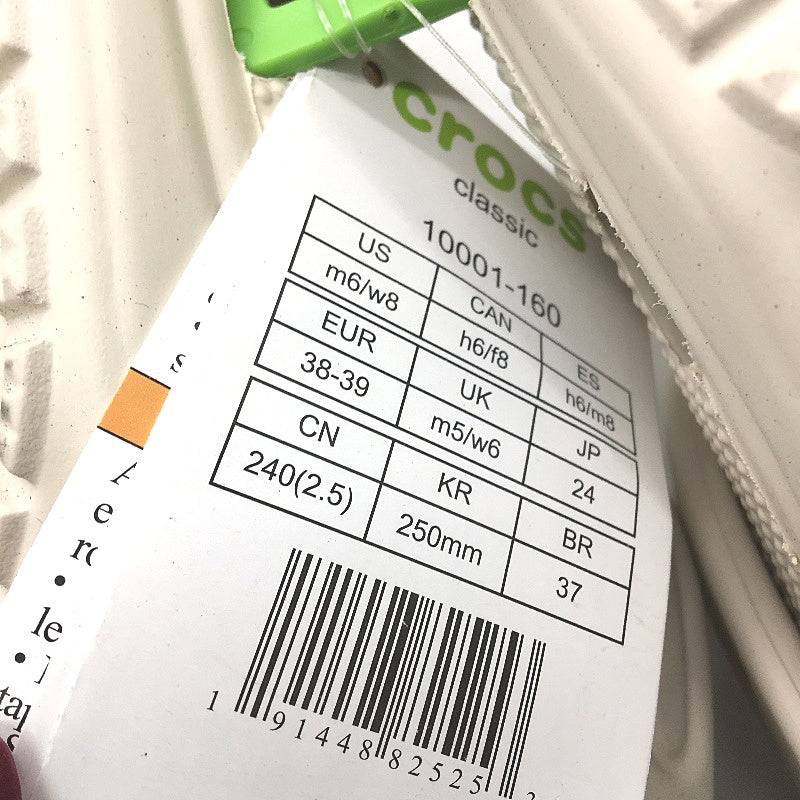 crocs
classic
10001-160
US CAN ES
m6/w8 h6/f8 h6/m8
EUR UK JP
38-39 m5/w6 24
CN KR BR
240(2.5) 250mm 37
1 91448 82525
s
A
e
•
le
•